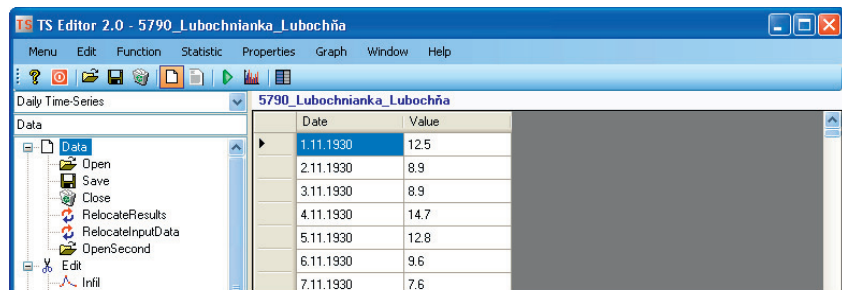 TS TS Editor 2.0 - 5790_Lubochnianka_Lubochňa
Menu Edit Function Statistic Properties Graph Window Help
Daily Time-Series
5790_Lubochnianka_Lubochňa
Data
Date Value
Data
1.11.1930 12.5
Open
2.11.1930 8.9
Save
Close
3.11.1930 8.9
RelocateResults
4.11.1930 14.7
RelocateInputData
5.11.1930 12.8
OpenSecond
Edit
6.11.1930 9.6
Infil
7.11.1930 7.6